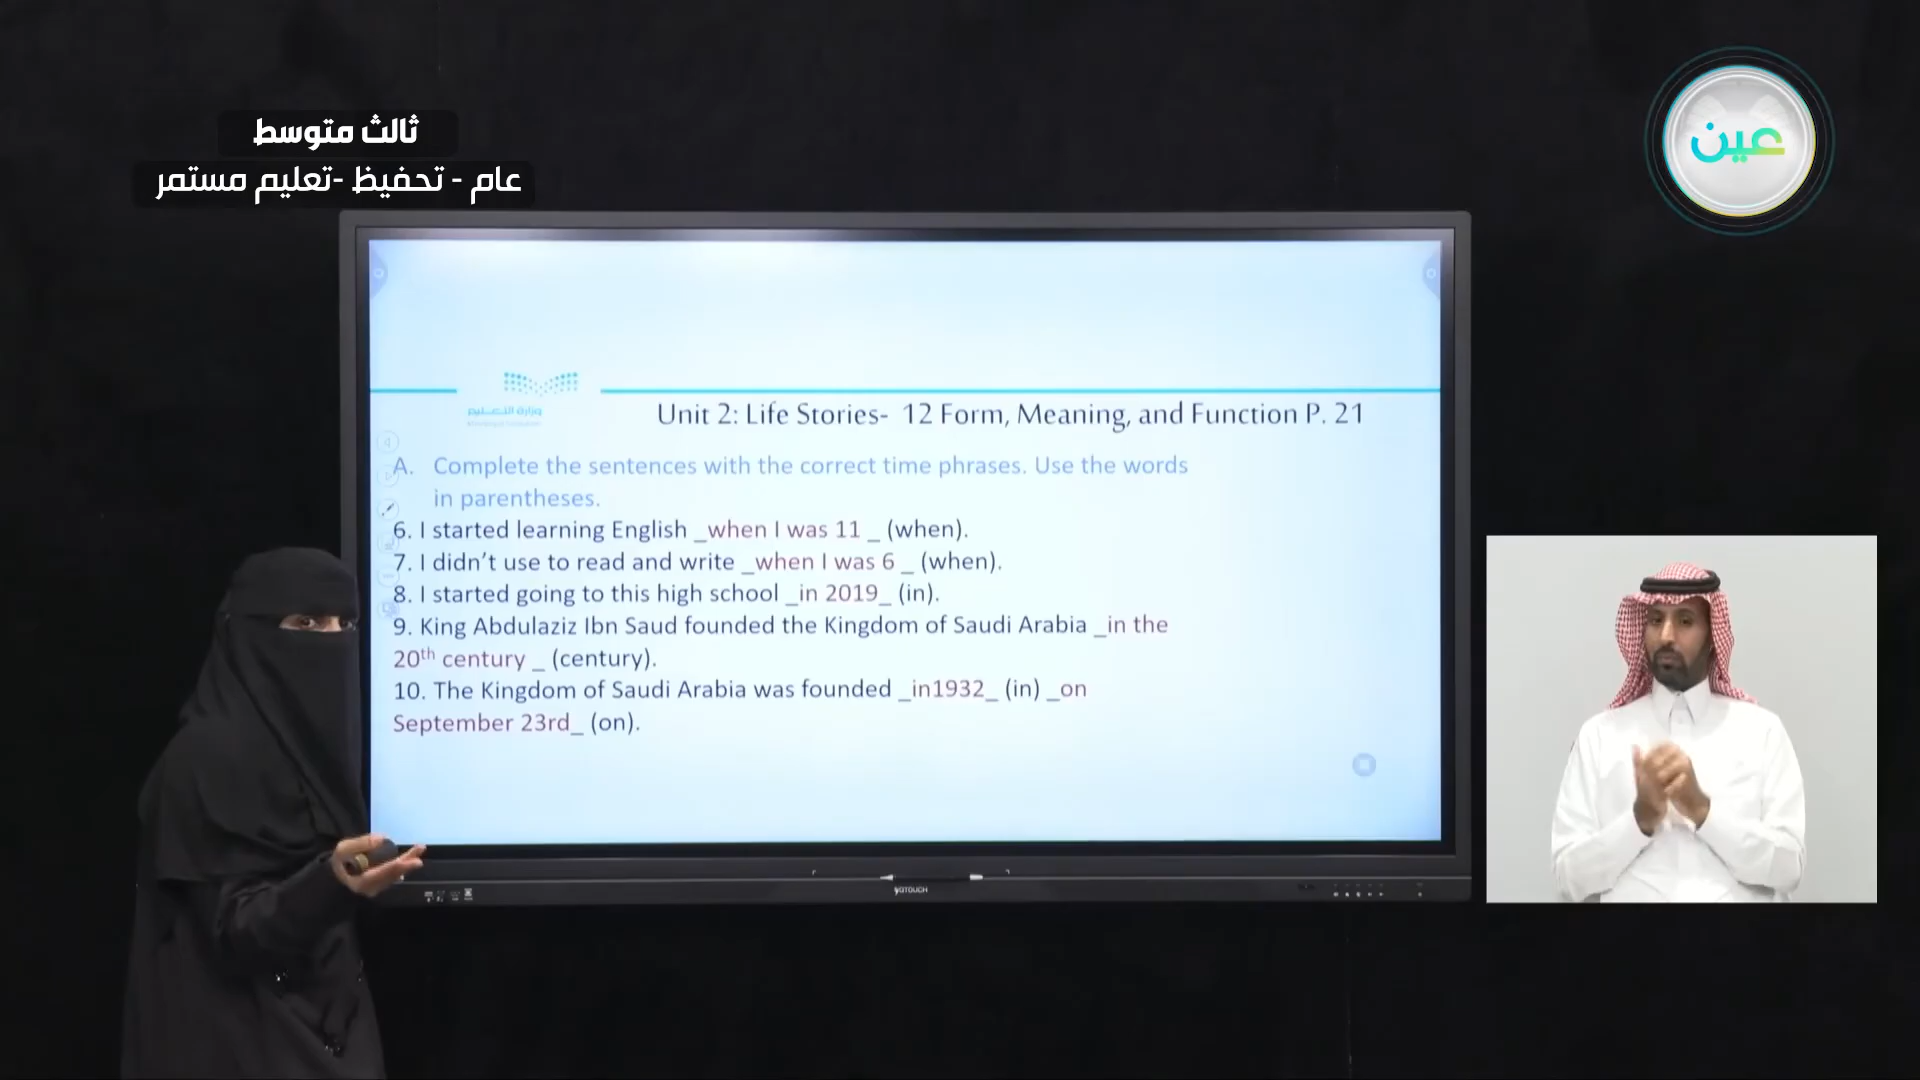 ثالث متوسط
عام - تحفيظ -تعليم مستمر
عين
وزارة التعليم
Unit 2: Life Stories- 12 Form, Meaning, and Function P. 21
A. Complete the sentences with the correct time phrases. Use the words
in parentheses.
6. I started learning English _when I was 11 _ (when).
7. I didn’t use to read and write _when I was 6 _ (when).
8. I started going to this high school _in 2019_ (in).
9. King Abdulaziz Ibn Saud founded the Kingdom of Saudi Arabia _in the
20th century _ (century).
10. The Kingdom of Saudi Arabia was founded _in1932_ (in) _on
September 23rd_ (on).